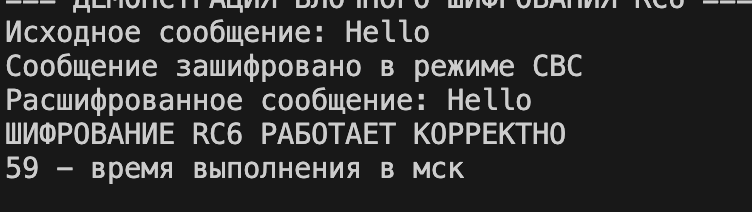 === ДЕМОНСТРАЦИЯ БЛОЧНОГО ШИФРОВАНИЯ RC6 ===
Исходное сообщение: Hello
Сообщение зашифровано в режиме CBC
Расшифрованное сообщение: Hello
ШИФРОВАНИЕ RC6 РАБОТАЕТ КОРРЕКТНО
59 - время выполнения в мск